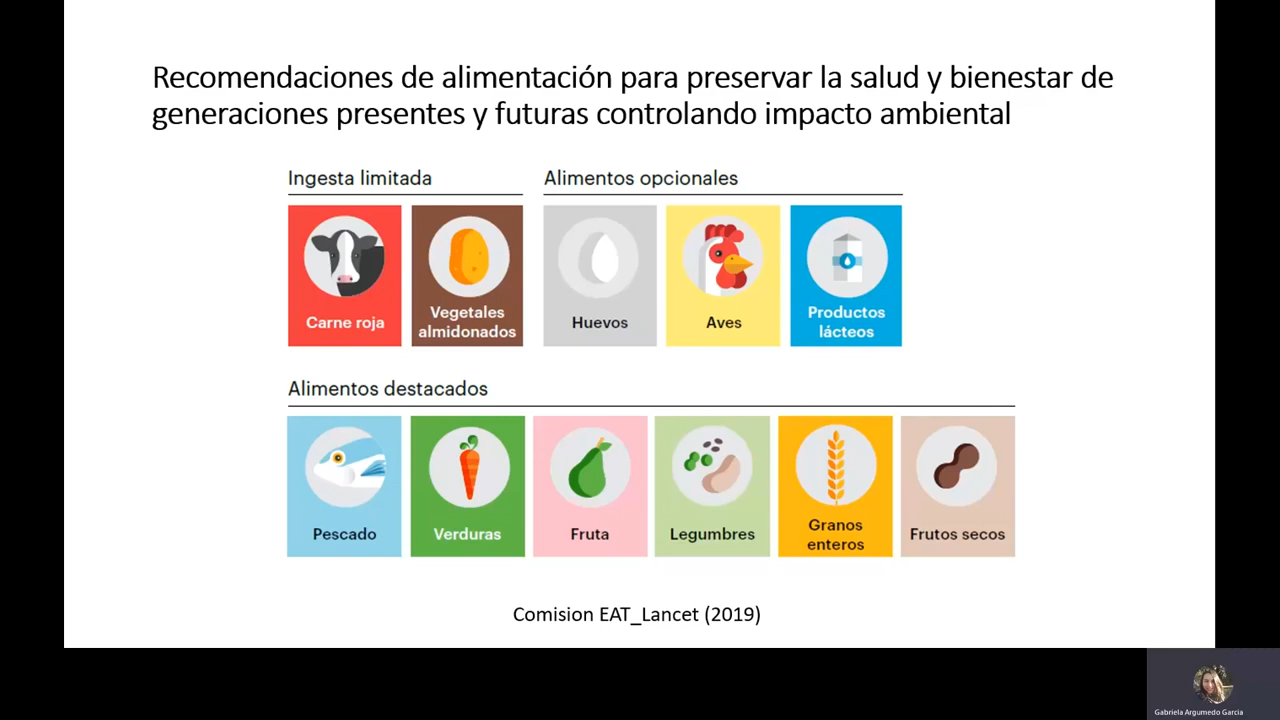 Recomendaciones de alimentación para preservar la salud y bienestar de
generaciones presentes y futuras controlando impacto ambiental
Ingesta limitada
Alimentos opcionales
Carne roja
Vegetales
almidonados
Huevos
Aves
Productos
lácteos
Alimentos destacados
Pescado
Verduras
Fruta
Legumbres
Granos
enteros
Frutos secos
Comision EAT_Lancet (2019)
Gabriela Argumedo Garcia